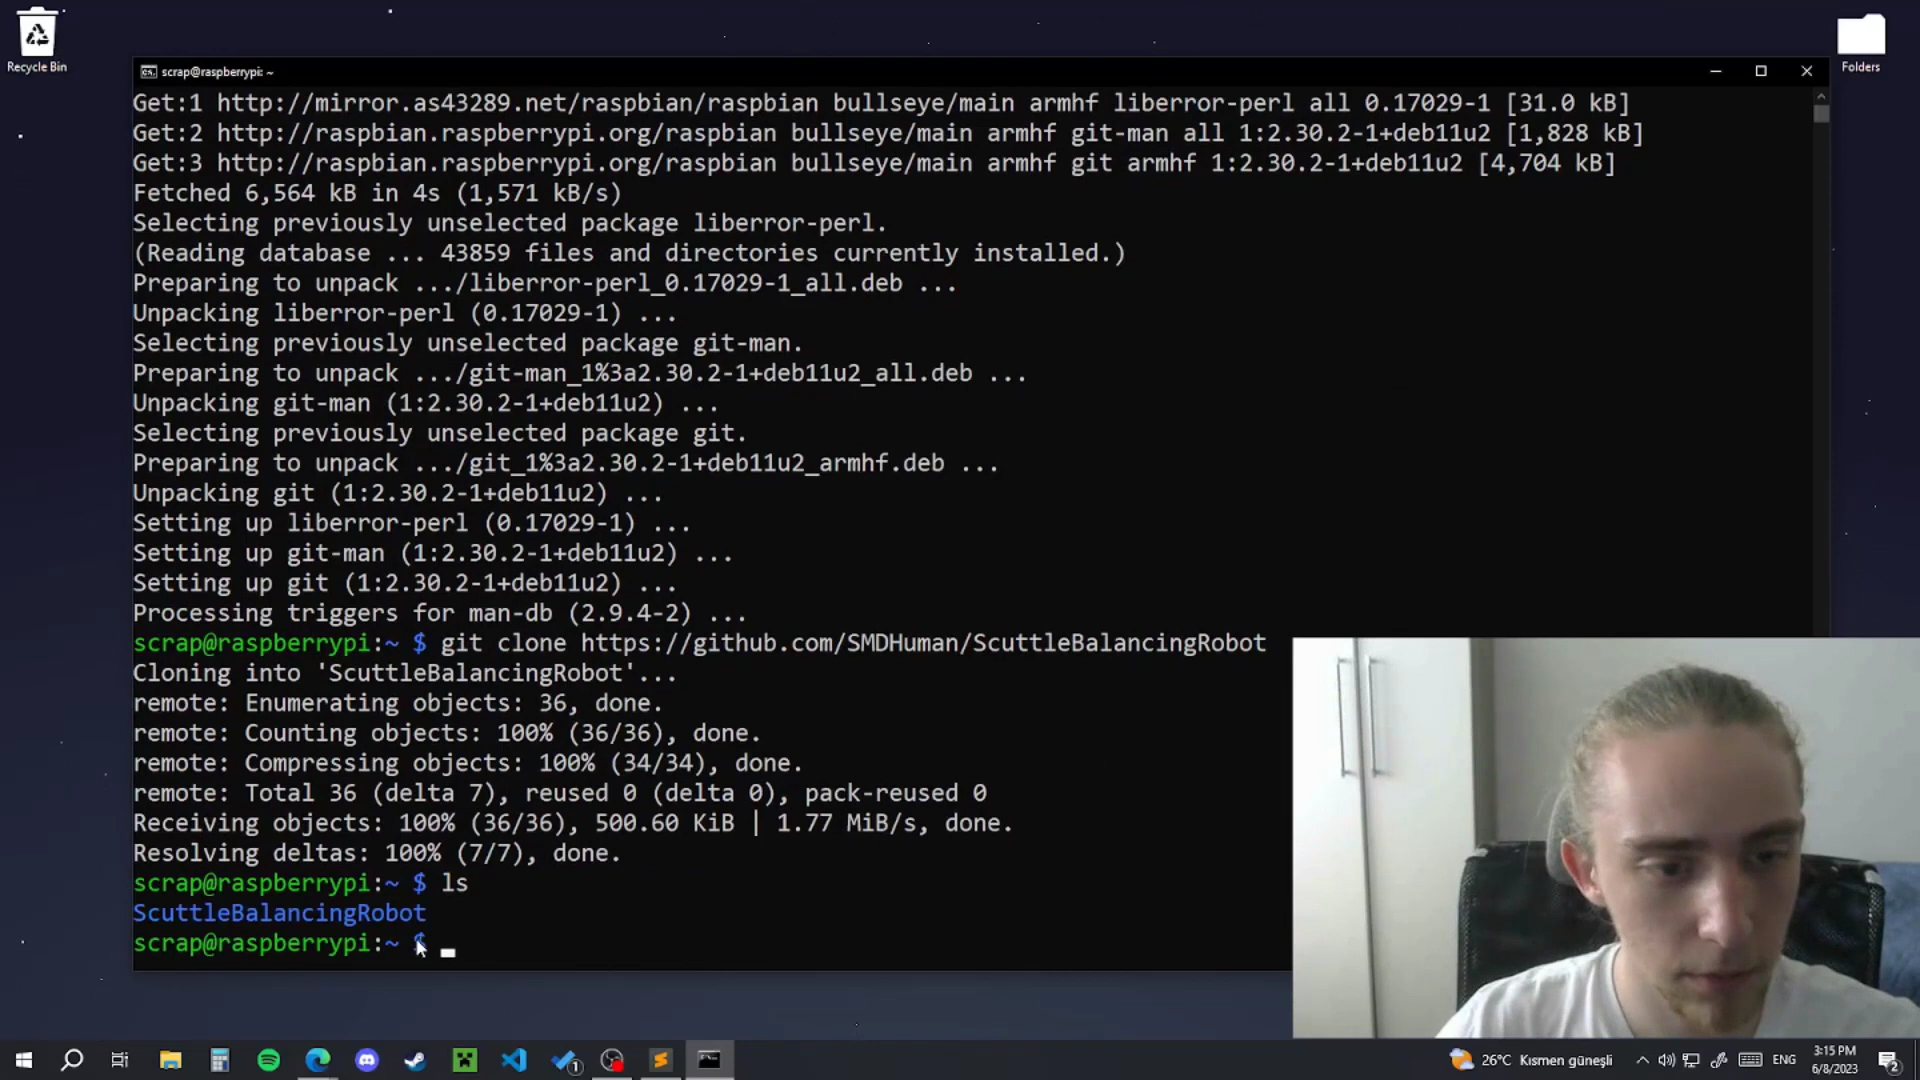 Recycle Bin
Folders
scrap@raspberrypi: ~
Get:1 http://mirror.as43289.net/raspbian/raspbian bullseye/main armhf liberror-perl all 0.17029-1 [31.0 kB]
Get:2 http://raspbian.raspberrypi.org/raspbian bullseye/main armhf git-man all 1:2.30.2-1+deb11u2 [1,828 kB]
Get:3 http://raspbian.raspberrypi.org/raspbian bullseye/main armhf git armhf 1:2.30.2-1+deb11u2 [4,704 kB]
Fetched 6,564 kB in 4s (1,571 kB/s)
Selecting previously unselected package liberror-perl.
(Reading database ... 43859 files and directories currently installed.)
Preparing to unpack .../liberror-perl_0.17029-1_all.deb ...
Unpacking liberror-perl (0.17029-1) ...
Selecting previously unselected package git-man.
Preparing to unpack .../git-man_1%3a2.30.2-1+deb11u2_all.deb ...
Unpacking git-man (1:2.30.2-1+deb11u2) ...
Selecting previously unselected package git.
Preparing to unpack .../git_1%3a2.30.2-1+deb11u2_armhf.deb ...
Unpacking git (1:2.30.2-1+deb11u2) ...
Setting up liberror-perl (0.17029-1) ...
Setting up git-man (1:2.30.2-1+deb11u2) ...
Setting up git (1:2.30.2-1+deb11u2) ...
Processing triggers for man-db (2.9.4-2) ...
scrap@raspberrypi:~ $ git clone https://github.com/SMDHuman/ScuttleBalancingRobot
Cloning into 'ScuttleBalancingRobot'...
remote: Enumerating objects: 36, done.
remote: Counting objects: 100% (36/36), done.
remote: Compressing objects: 100% (34/34), done.
remote: Total 36 (delta 7), reused 0 (delta 0), pack-reused 0
Receiving objects: 100% (36/36), 500.60 KiB | 1.77 MiB/s, done.
Resolving deltas: 100% (7/7), done.
scrap@raspberrypi:~ $ ls
ScuttleBalancingRobot
scrap@raspberrypi:~ $
26°C Kısmen güneşli
ENG
3:15 PM
6/8/2023
1
2